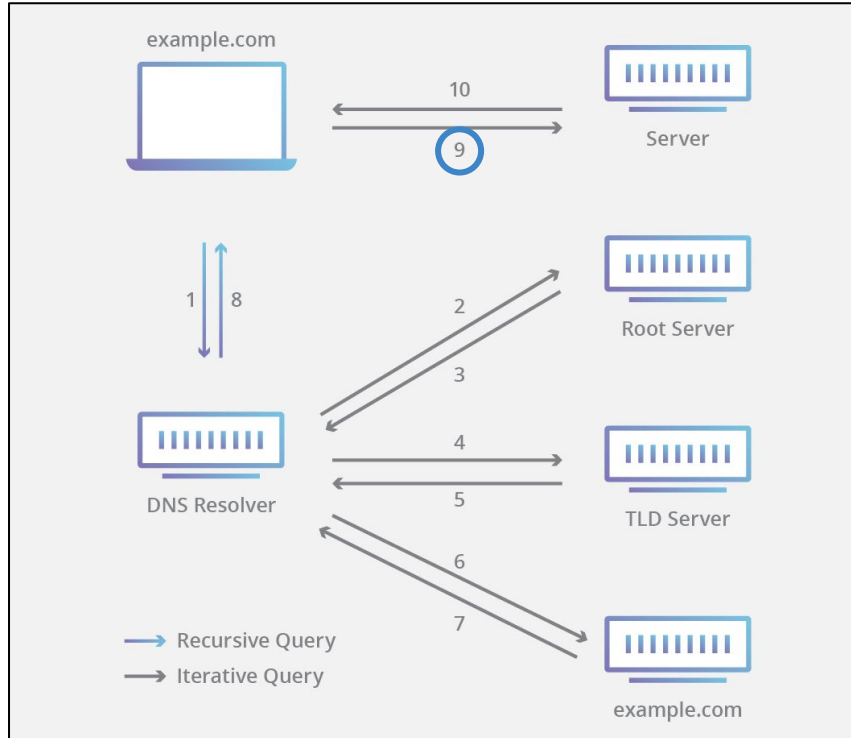 example.com
10
9
Server
1
8
2
Root Server
3
4
DNS Resolver
5
TLD Server
6
7
Recursive Query
Iterative Query
example.com